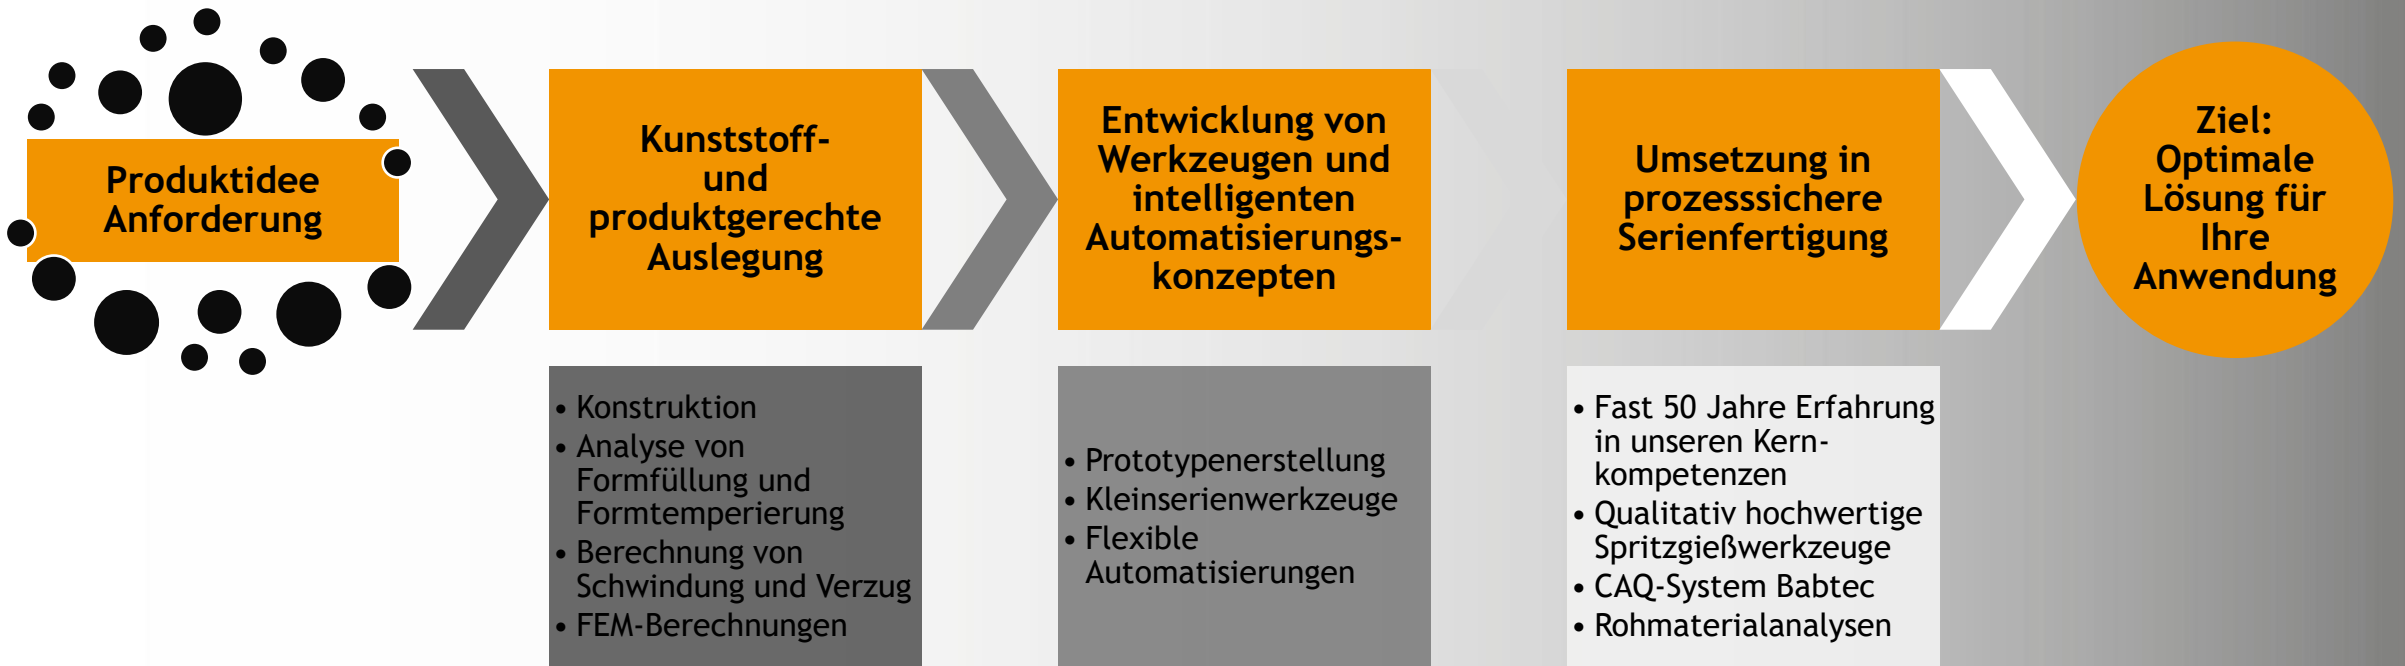 Produktidee
Anforderung
Kunststoff-
und
produktgerechte
Auslegung
• Konstruktion
• Analyse von
Formfüllung und
Formtemperierung
• Berechnung von
Schwindung und Verzug
• FEM-Berechnungen
Entwicklung von
Werkzeugen und
intelligenten
Automatisierungs-
konzepten
• Prototypenerstellung
• Kleinserienwerkzeuge
• Flexible
Automatisierungen
Umsetzung in
prozesssichere
Serienfertigung
• Fast 50 Jahre Erfahrung
in unseren Kern-
kompetenzen
• Qualitativ hochwertige
Spritzgießwerkzeuge
• CAQ-System Babtec
• Rohmaterialanalysen
Ziel:
Optimale
Lösung für
Ihre
Anwendung